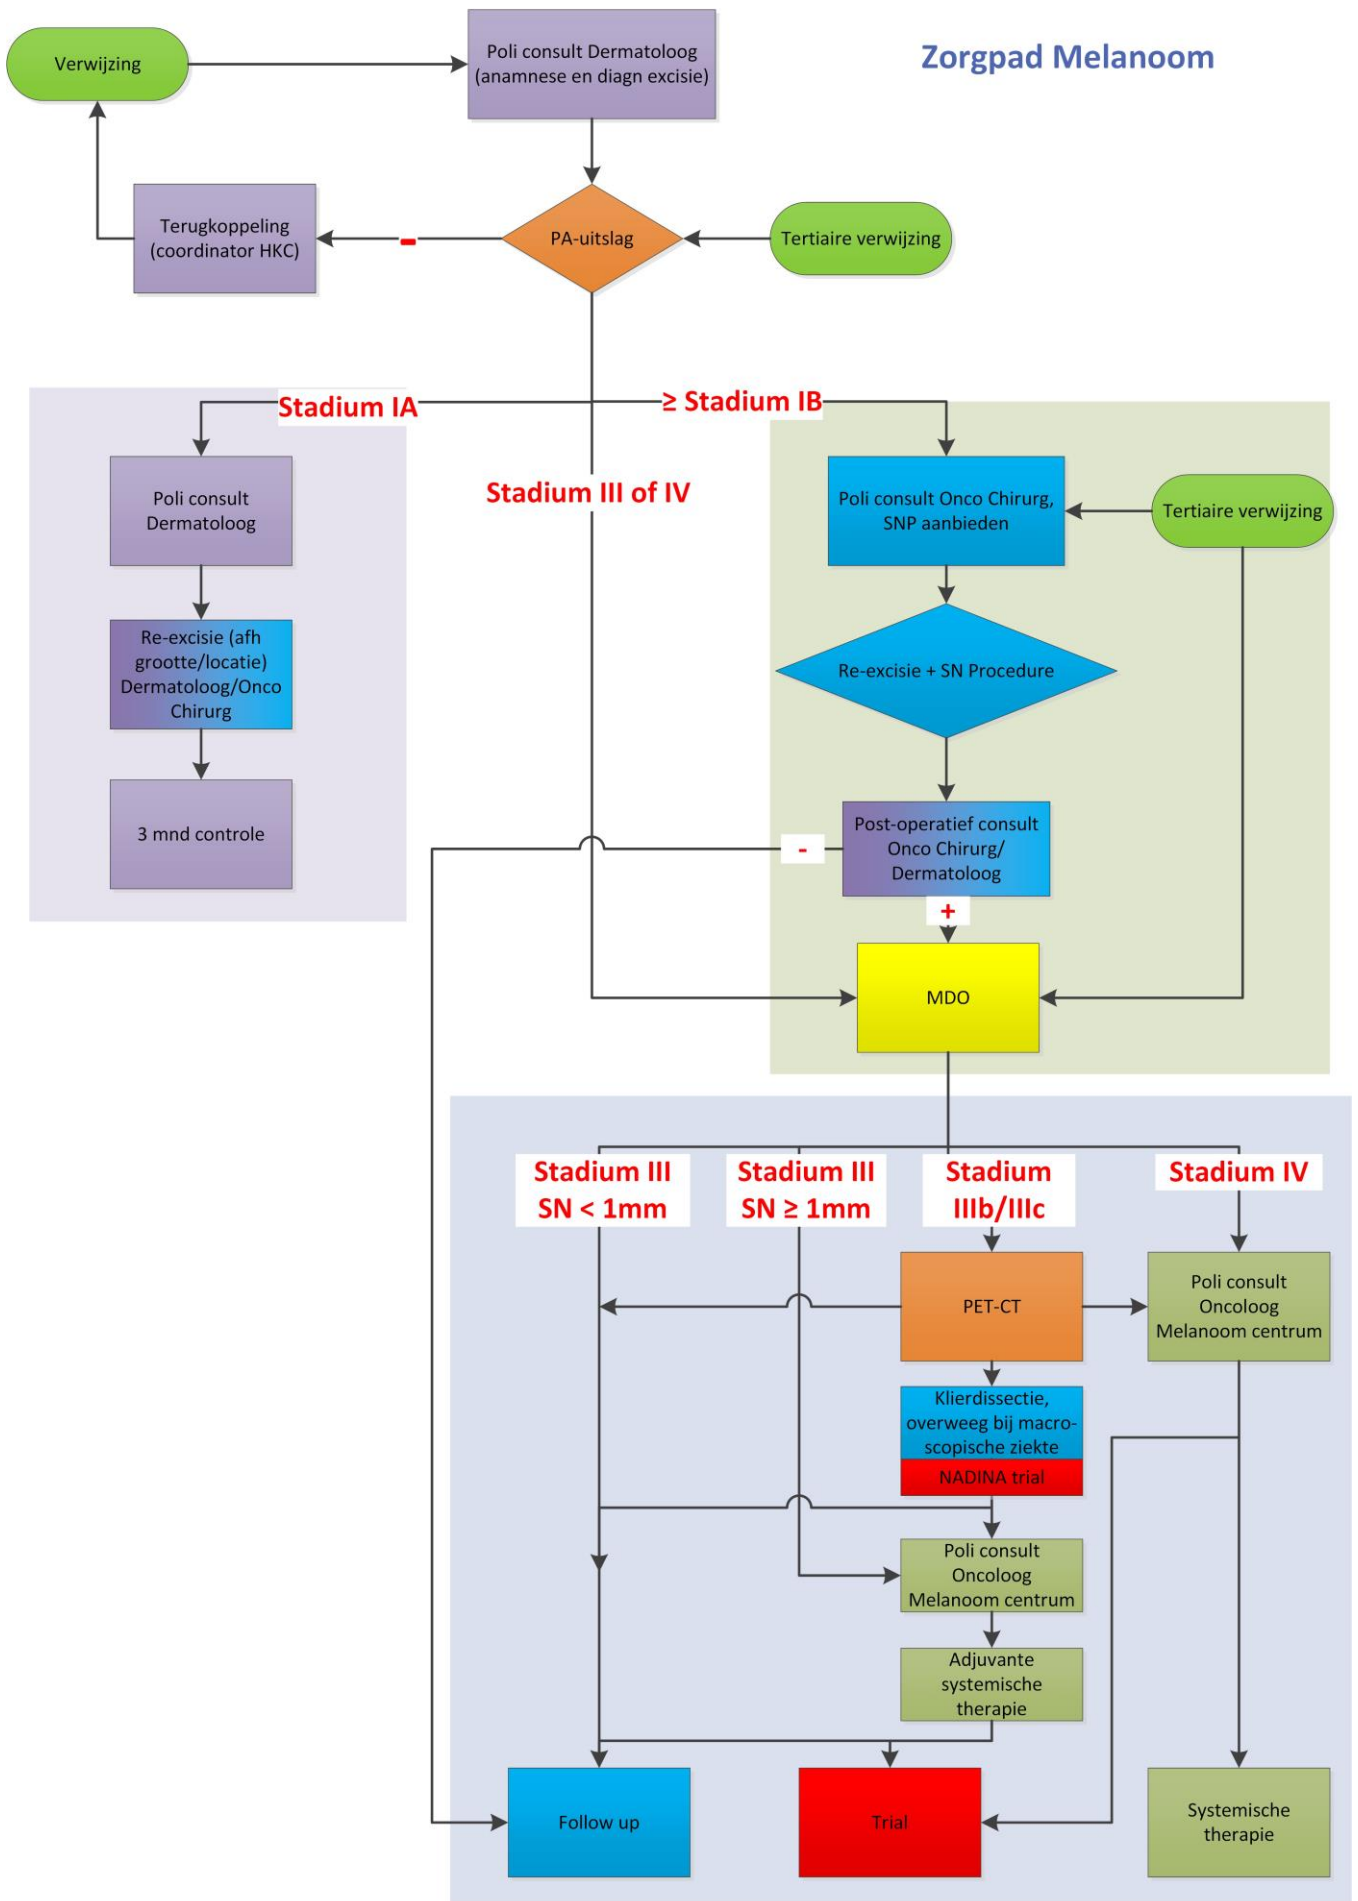 Zorgpad Melanoom
Verwijzing
Poli consult Dermatoloog
(anamnese en diagn excisie)
Terugkoppeling
(coordinator HKC)
-
PA-uitslag
Tertiaire verwijzing
Stadium IA
≥ Stadium IB
Stadium III of IV
Poli consult
Dermatoloog
Re-excisie (afh
grootte/locatie)
Dermatoloog/Onco
Chirurg
3 mnd controle
Poli consult Onco Chirurg,
SNP aanbieden
Tertiaire verwijzing
Re-excisie + SN Procedure
Post-operatief consult
Onco Chirurg/
Dermatoloog
-
+
MDO
Stadium III
SN < 1mm
Stadium III
SN ≥ 1mm
Stadium
IIIb/IIIc
Stadium IV
PET-CT
Poli consult
Oncoloog
Melanoom centrum
Klierdissectie,
overweeg bij macro-
scopische ziekte
NADINA trial
Poli consult
Oncoloog
Melanoom centrum
Adjuvante
systemische
therapie
Follow up
Trial
Systemische
therapie